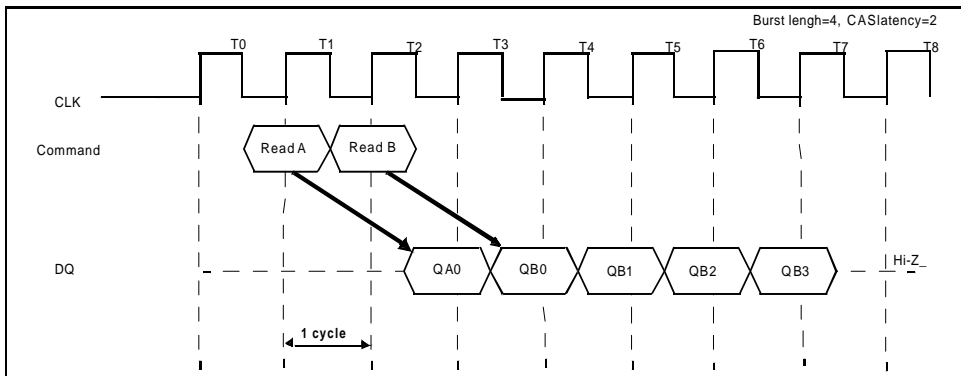 Burst lengh=4, CASlatency=2
T0 T1 T2 T3 T4 T5 T6 T7 T8
CLK
Command Read A Read B
DQ QA0 QB0 QB1 QB2 QB3 Hi-Z_
1 cycle